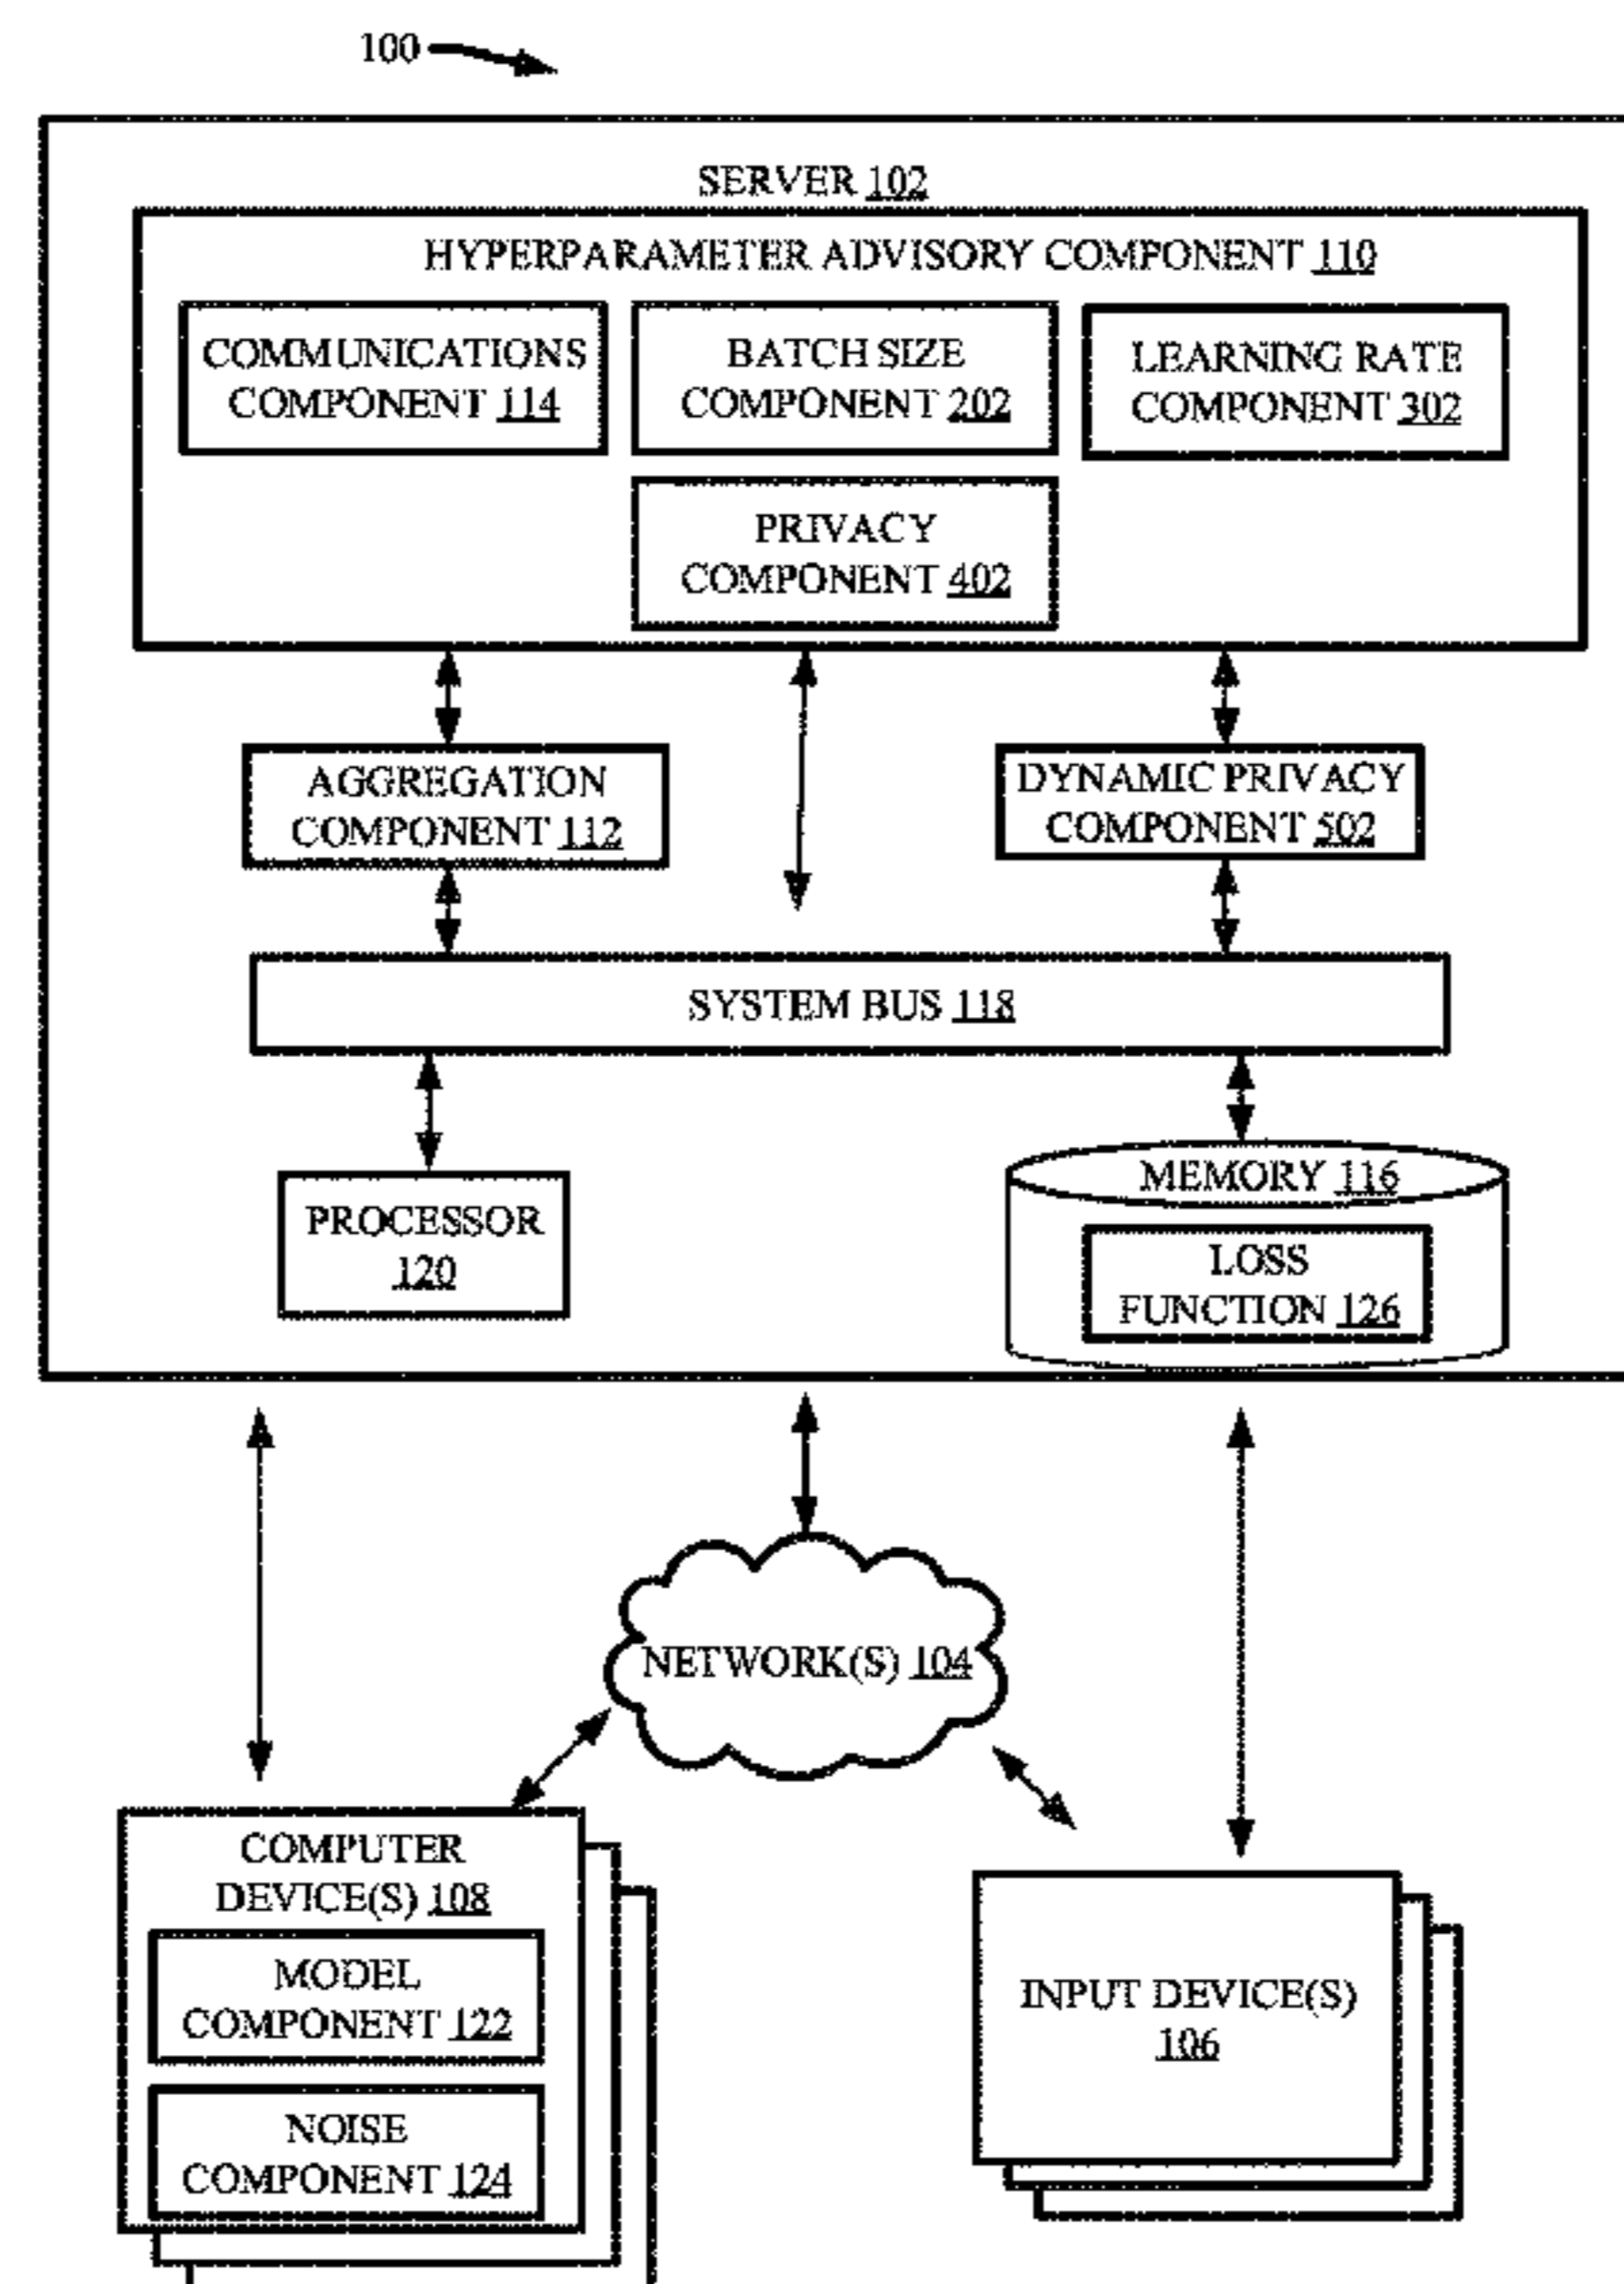 100
SERVER 102
HYPERPARAMETER ADVISORY COMPONENT 110
COMMUNICATIONS
COMPONENT 114
BATCH SIZE
COMPONENT 202
LEARNING RATE
COMPONENT 302
PRIVACY
COMPONENT 402
AGGREGATION
COMPONENT 112
DYNAMIC PRIVACY
COMPONENT 502
SYSTEM BUS 118
PROCESSOR
120
MEMORY 116
LOSS
FUNCTION 126
NETWORK(S) 104
COMPUTER
DEVICE(S) 108
MODEL
COMPONENT 122
NOISE
COMPONENT 124
INPUT DEVICE(S)
106